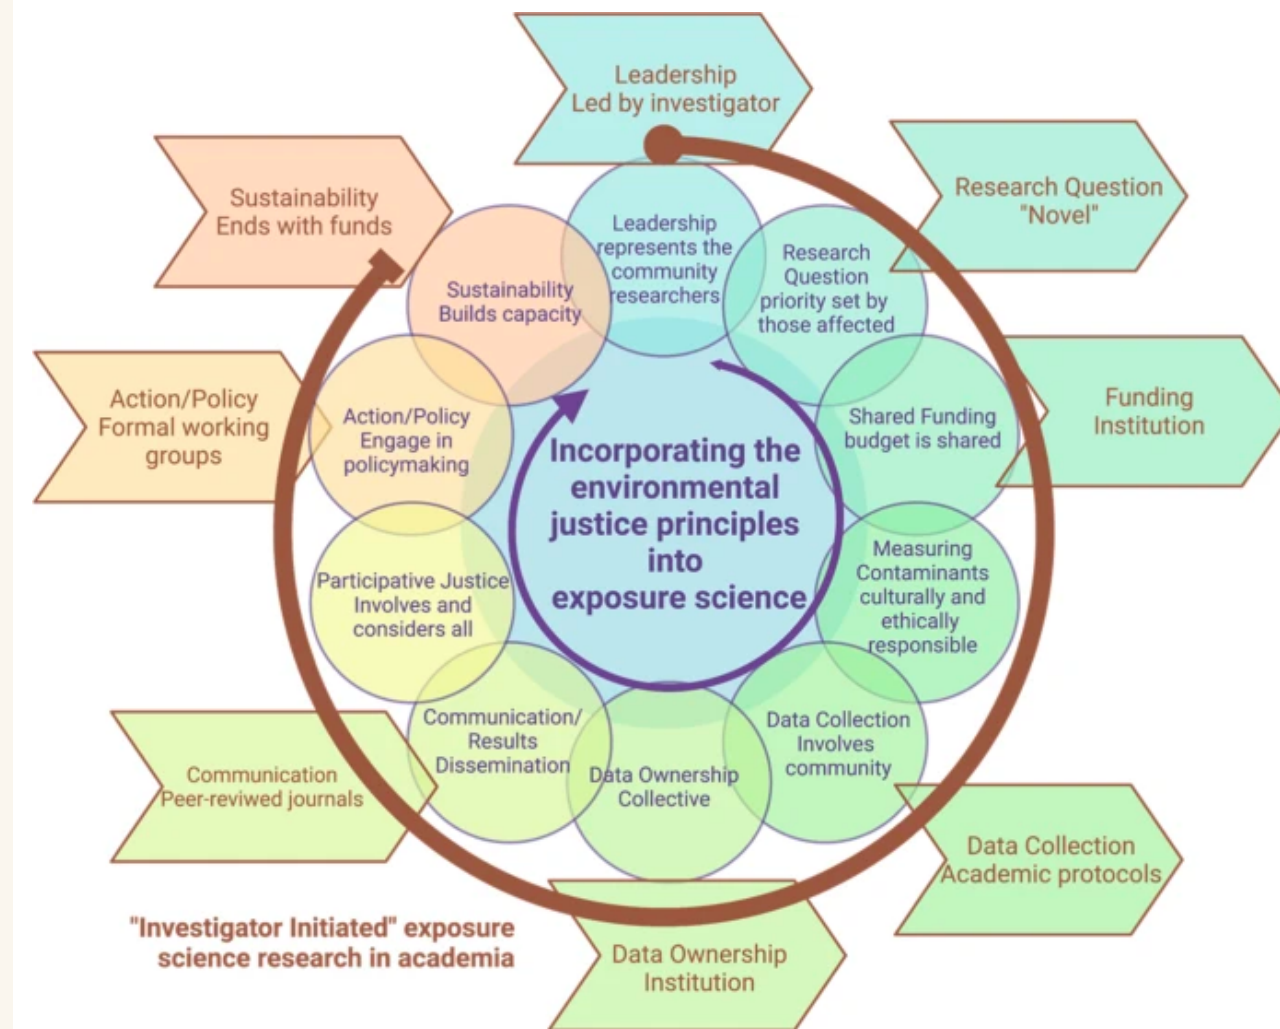 Leadership
Led by investigator
Research Question
"Novel"
Funding
Institution
Data Collection
Academic protocols
Data Ownership
Institution
Communication
Peer-reviwed journals
Action/Policy
Formal working
groups
Sustainability
Ends with funds
Leadership
represents the
community
researchers
Research
Question
priority set by
those affected
Shared Funding
budget is shared
Measuring
Contaminants
culturally and
ethically
responsible
Data Collection
Involves
community
Data Ownership
Collective
Communication/
Results
Dissemination
Participative Justice
Involves and
considers all
Action/Policy
Engage in
policymaking
Sustainability
Builds capacity
Incorporating the
environmental
justice principles
into
exposure science
"Investigator Initiated" exposure
science research in academia